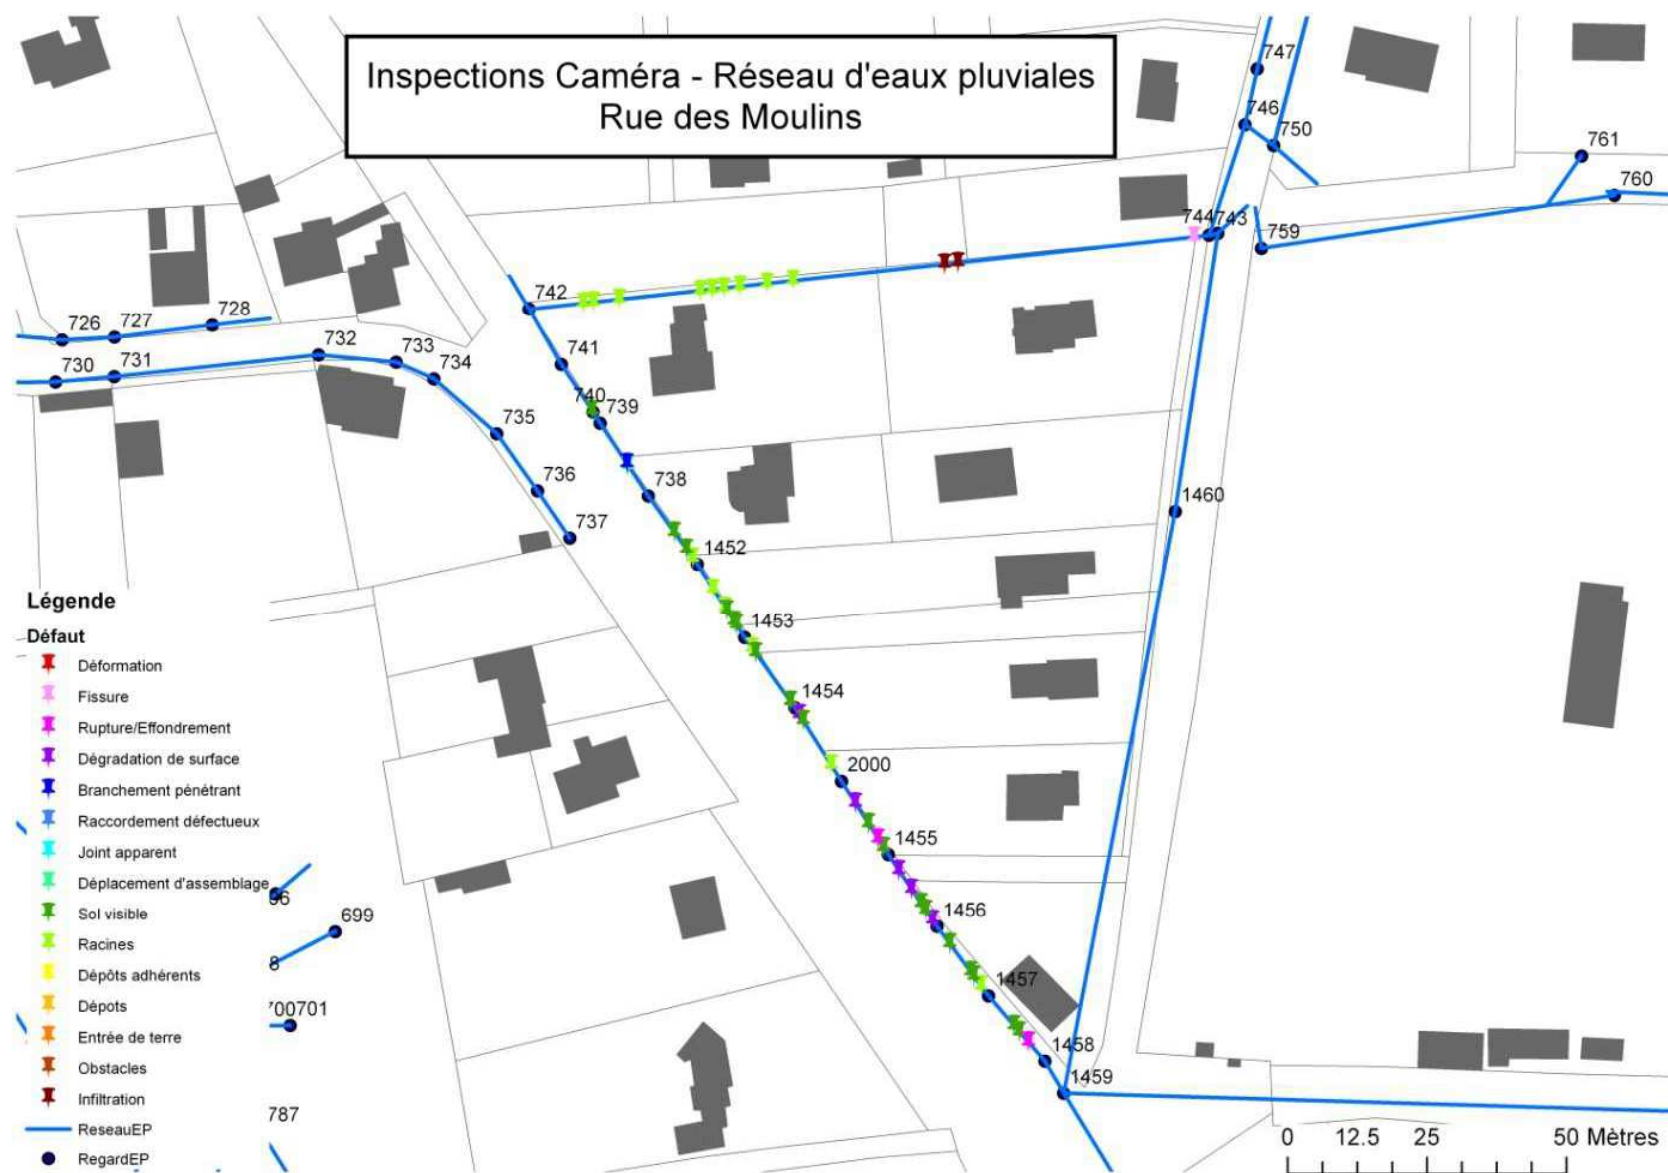 Inspections Caméra - Réseau d'eaux pluviales
Rue des Moulins
747
746
750
761
760
744
743
759
742
728
726
727
732
733
734
730
731
741
740
739
735
736
738
1460
737
1452
Légende
Défaut
1453
Déformation
Fissure
1454
Rupture/Effondrement
Dégradation de surface
2000
Branchement pénétrant
Raccordement défectueux
Joint apparent
1455
Déplacement d'assemblage
Sol visible
699
1456
Racines
8
Dépôts adhérents
1457
Dépots
701
Entrée de terre
1458
Obstacles
1459
Infiltration
787
ReseauEP
RegardEP
0 12.5 25 50 Mètres